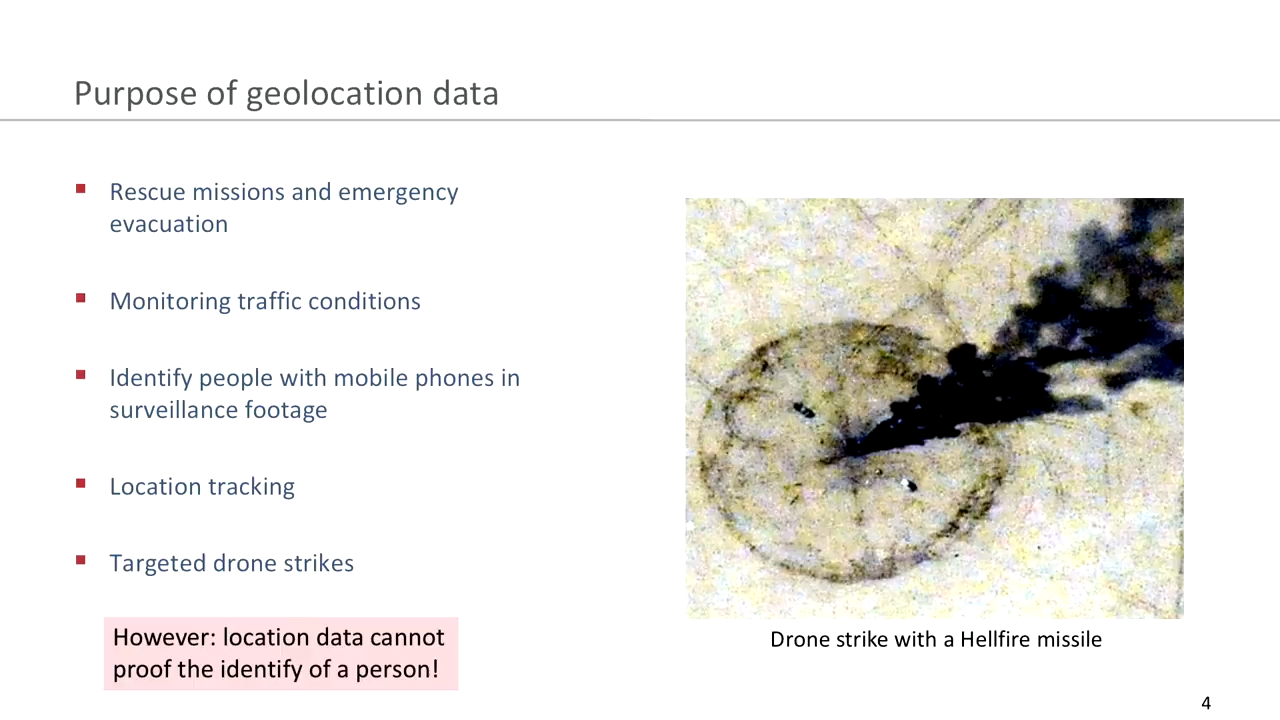 Purpose of geolocation data
Rescue missions and emergency
evacuation
Monitoring traffic conditions
Identify people with mobile phones in
surveillance footage
Location tracking
Targeted drone strikes
However: location data cannot
proof the identify of a person!
Drone strike with a Hellfire missile
4